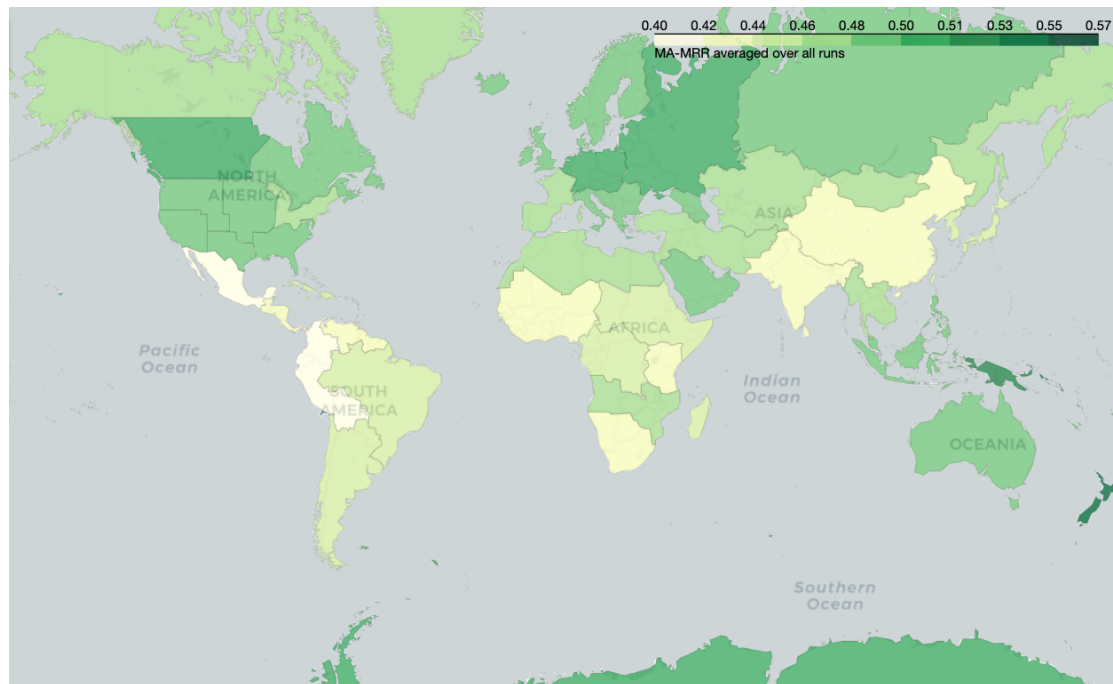 0.40 0.42 0.44 0.46 0.48 0.50 0.51 0.53 0.55 0.57
MA-MRR averaged over all runs
NORTH
AMERICA
ASIA
AFRICA
Pacific
Ocean
Indian
Ocean
SOUTH
AMERICA
OCEANIA
Southern
Ocean